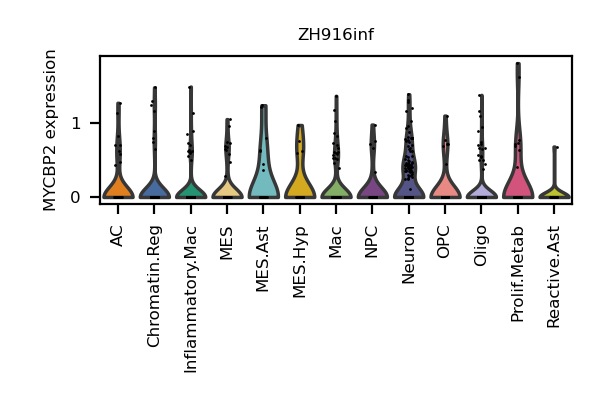 ZH916inf
MYCBP2 expression
1
0
AC
Chromatin.Reg
Inflammatory.Mac
MES
MES.Ast
MES.Hyp
Mac
NPC
Neuron
OPC
Oligo
Prolif.Metab
Reactive.Ast